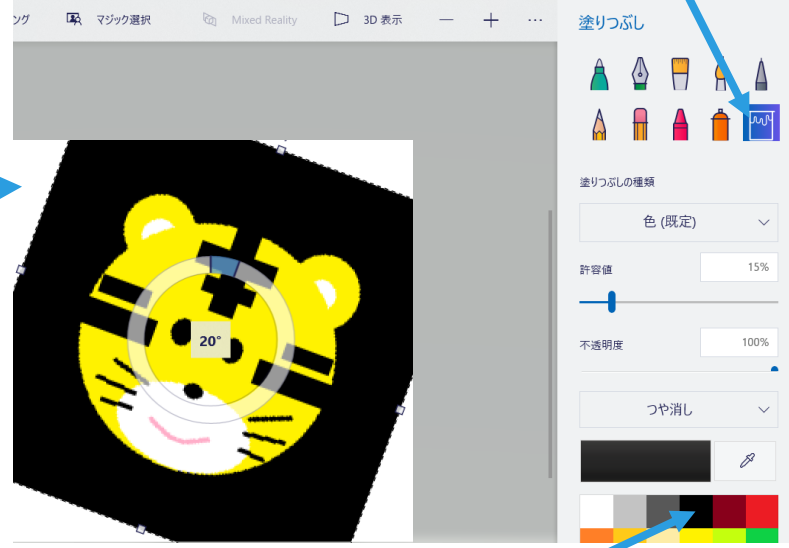 ング
マジック選択
Mixed Reality
3D 表示
塗りつぶし
塗りつぶしの種類
色 (既定)
許容値
15%
不透明度
100%
つや消し
20°